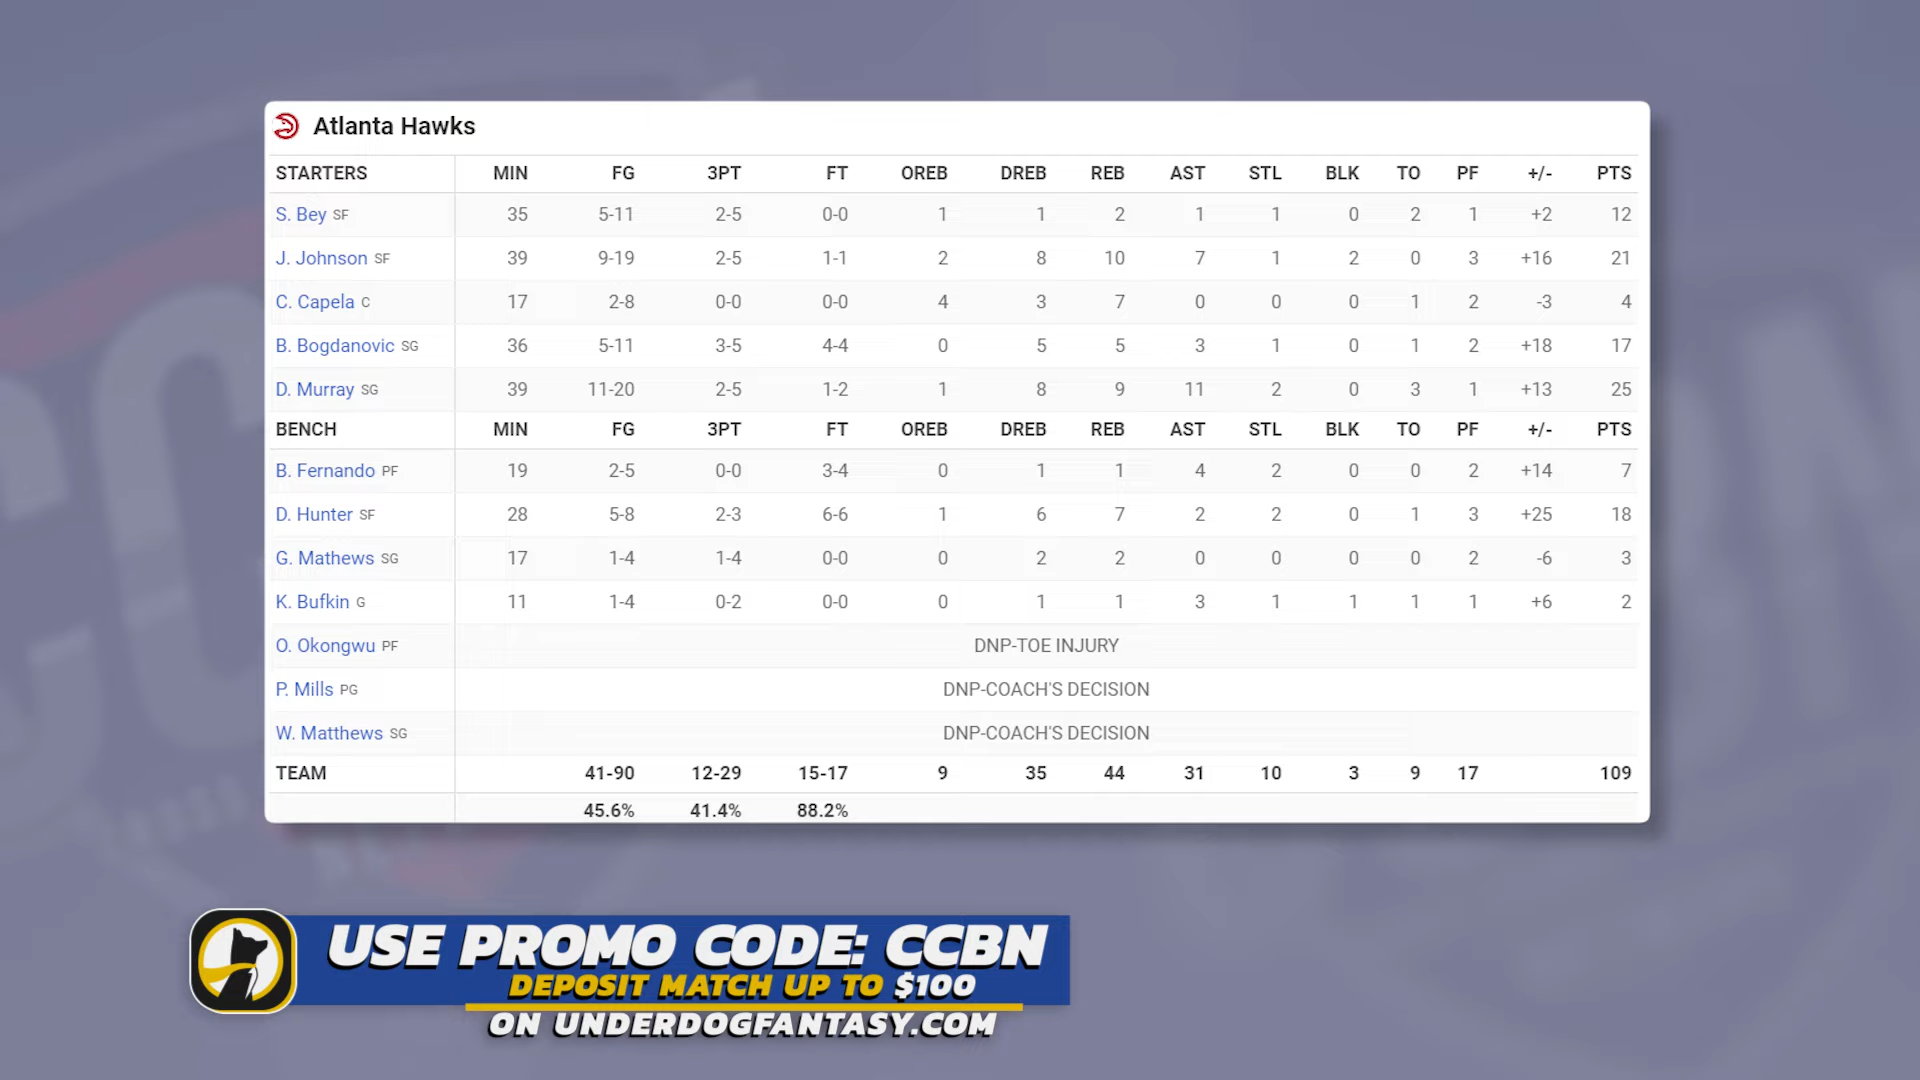 Atlanta Hawks
STARTERS MIN FG 3PT FT OREB DREB REB AST STL BLK TO PF +/- PTS
S. Bey SF 35 5-11 2-5 0-0 1 1 2 1 1 0 2 1 +2 12
J. Johnson SF 39 9-19 2-5 1-1 2 8 10 7 1 2 0 3 +16 21
C. Capela C 17 2-8 0-0 0-0 4 3 7 0 0 0 1 2 -3 4
B. Bogdanovic SG 36 5-11 3-5 4-4 0 5 5 3 1 0 1 2 +18 17
D. Murray SG 39 11-20 2-5 1-2 1 8 9 11 2 0 3 1 +13 25
BENCH MIN FG 3PT FT OREB DREB REB AST STL BLK TO PF +/- PTS
B. Fernando PF 19 2-5 0-0 3-4 0 1 1 4 2 0 0 2 +14 7
D. Hunter SF 28 5-8 2-3 6-6 1 6 7 2 2 0 1 3 +25 18
G. Mathews SG 17 1-4 1-4 0-0 0 2 2 0 0 0 0 2 -6 3
K. Bufkin G 11 1-4 0-2 0-0 0 1 1 3 1 1 1 1 +6 2
O. Okongwu PF DNP-TOE INJURY
P. Mills PG DNP-COACH'S DECISION
W. Matthews SG DNP-COACH'S DECISION
TEAM 41-90 12-29 15-17 9 35 44 31 10 3 9 17 109
45.6% 41.4% 88.2%
USE PROMO CODE: CCBN
DEPOSIT MATCH UP TO $100
ON UNDERDOGFANTASY.COM